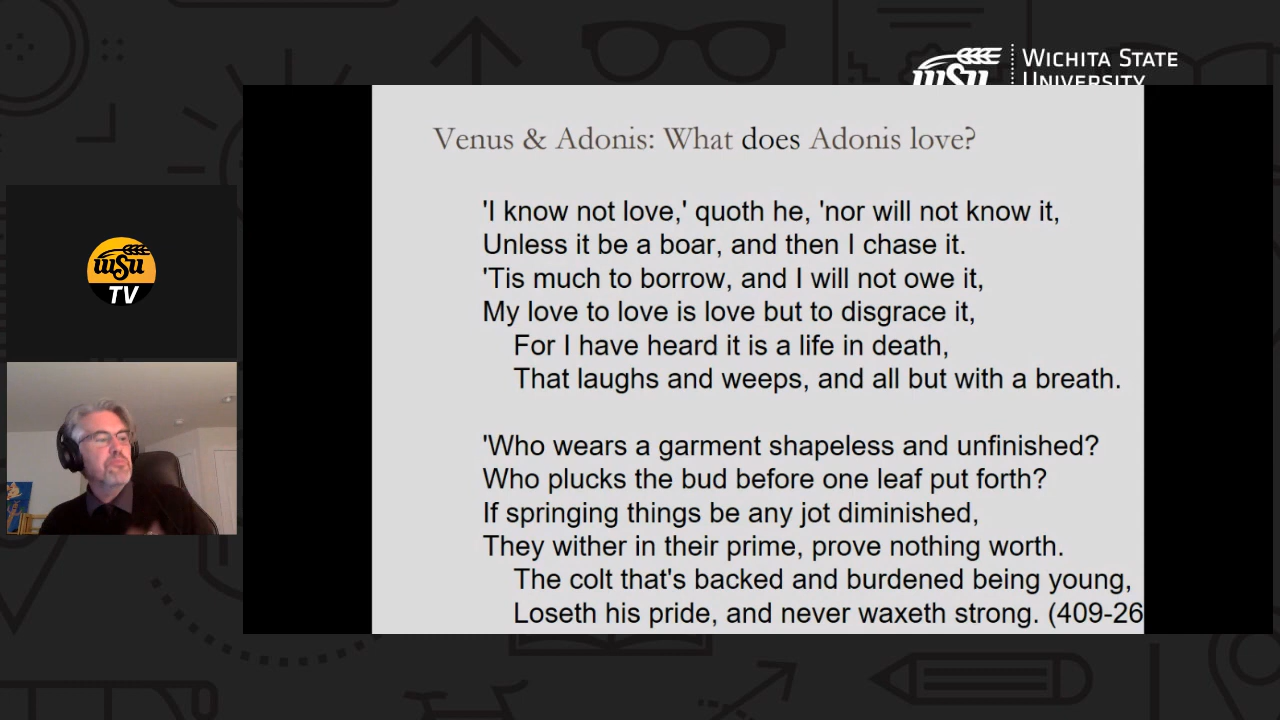 WSU
WICHITA STATE
UNIVERSITY
Venus & Adonis: What does Adonis love?
'I know not love,' quoth he, 'nor will not know it,
Unless it be a boar, and then I chase it.
'Tis much to borrow, and I will not owe it,
My love to love is love but to disgrace it,
For I have heard it is a life in death,
That laughs and weeps, and all but with a breath.
'Who wears a garment shapeless and unfinished?
Who plucks the bud before one leaf put forth?
If springing things be any jot diminished,
They wither in their prime, prove nothing worth.
The colt that's backed and burdened being young,
Loseth his pride, and never waxeth strong. (409-26
WSU
TV